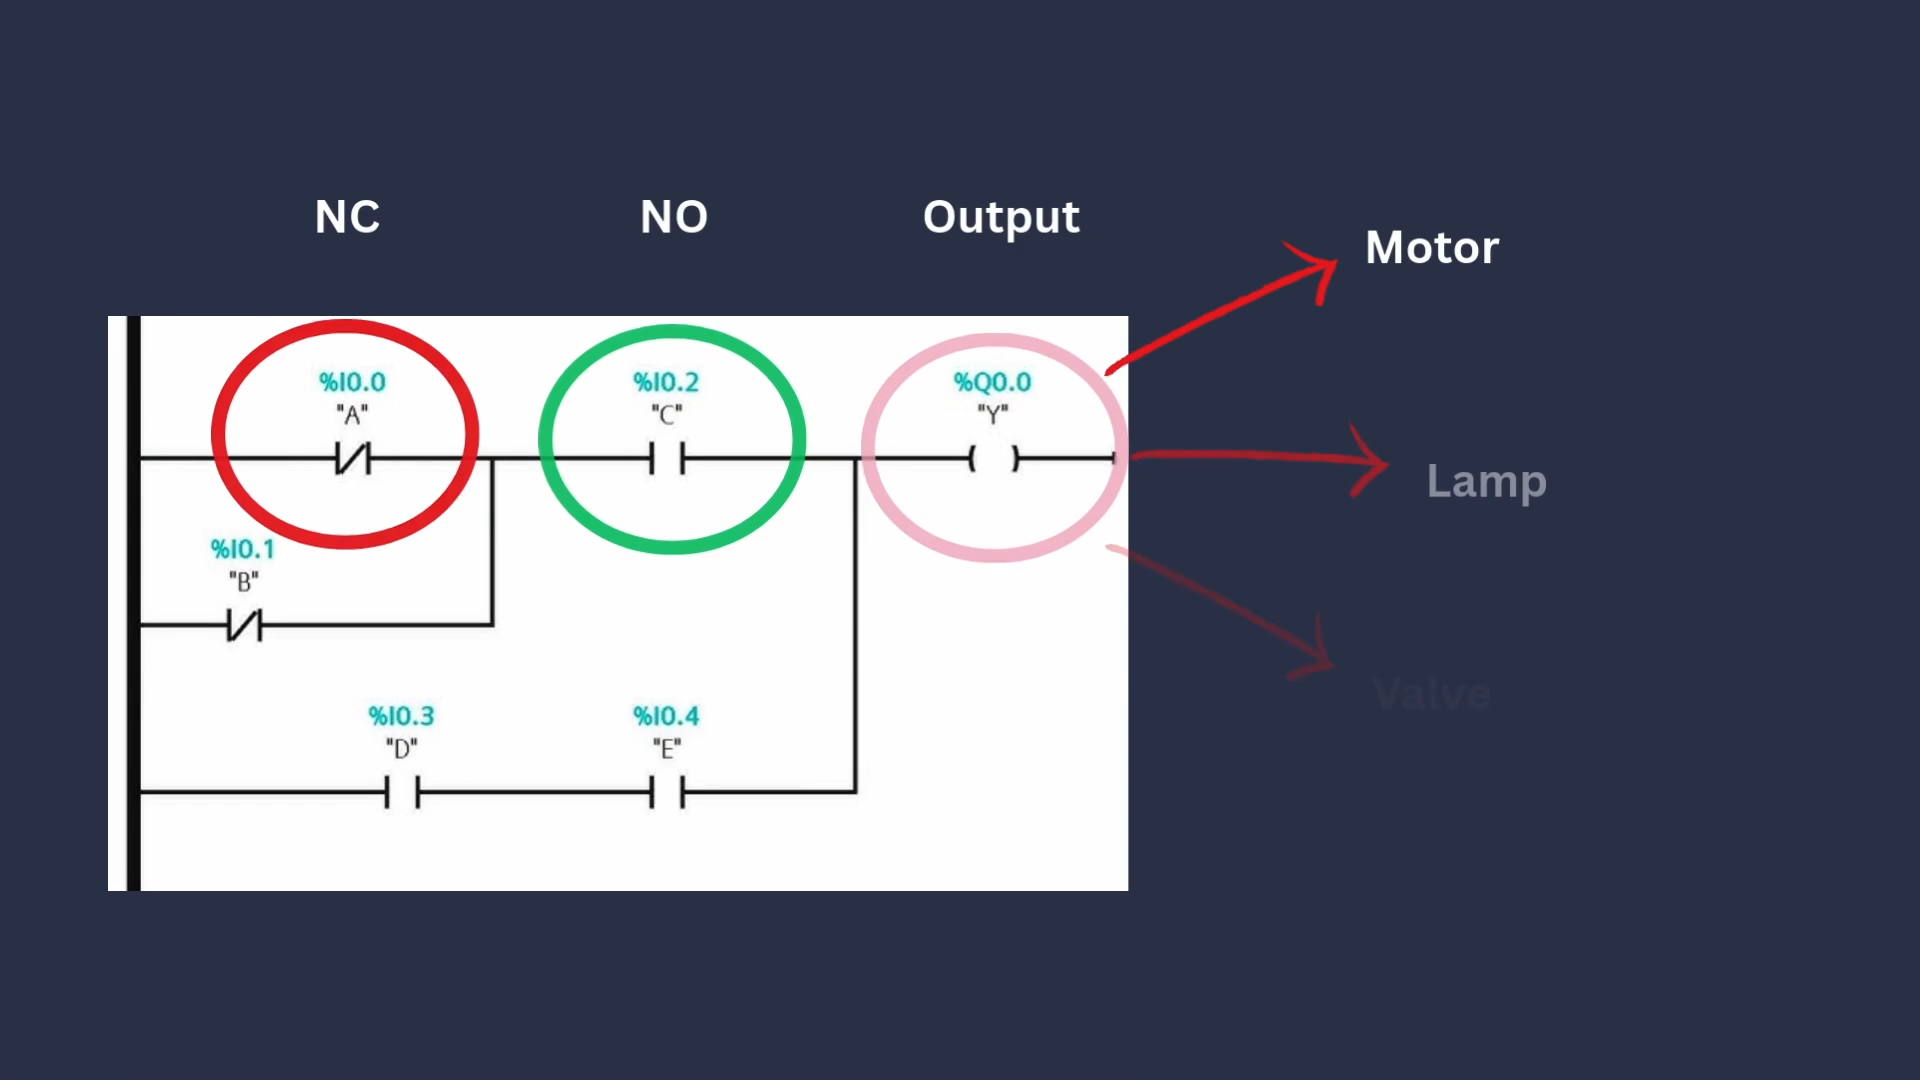 NC
NO
Output
Motor
%I0.0
"A"
%I0.2
"C"
%Q0.0
"Y"
Lamp
%I0.1
"B"
Valve
%I0.3
"D"
%I0.4
"E"